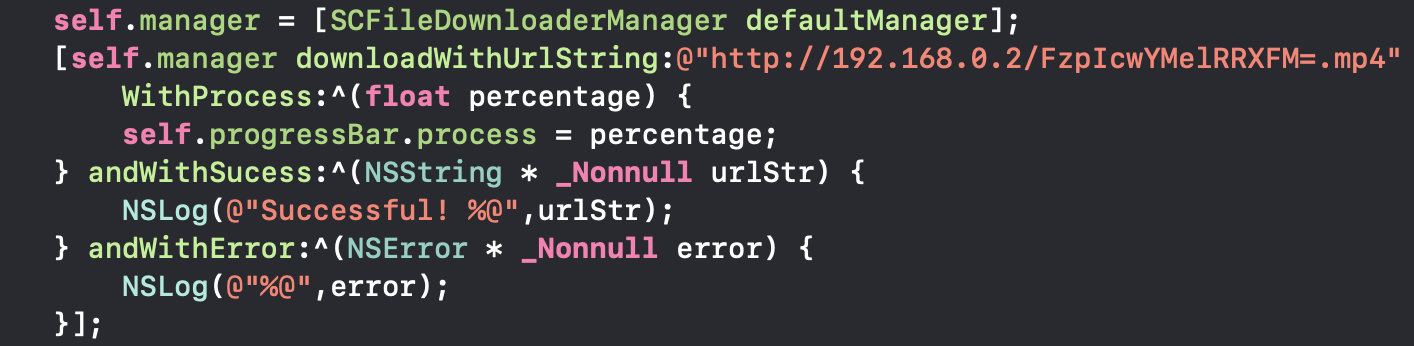 self.manager = [SCFileDownloaderManager defaultManager];
[self.manager downloadWithUrlString:@"http://192.168.0.2/FzpIcwYMelRRXFM=.mp4"
WithProcess:^(float percentage) {
self.progressBar.process = percentage;
} andWithSucess:^(NSString * _Nonnull urlStr) {
NSLog(@"Successful! %@",urlStr);
} andWithError:^(NSError * _Nonnull error) {
NSLog(@"%@",error);
}];